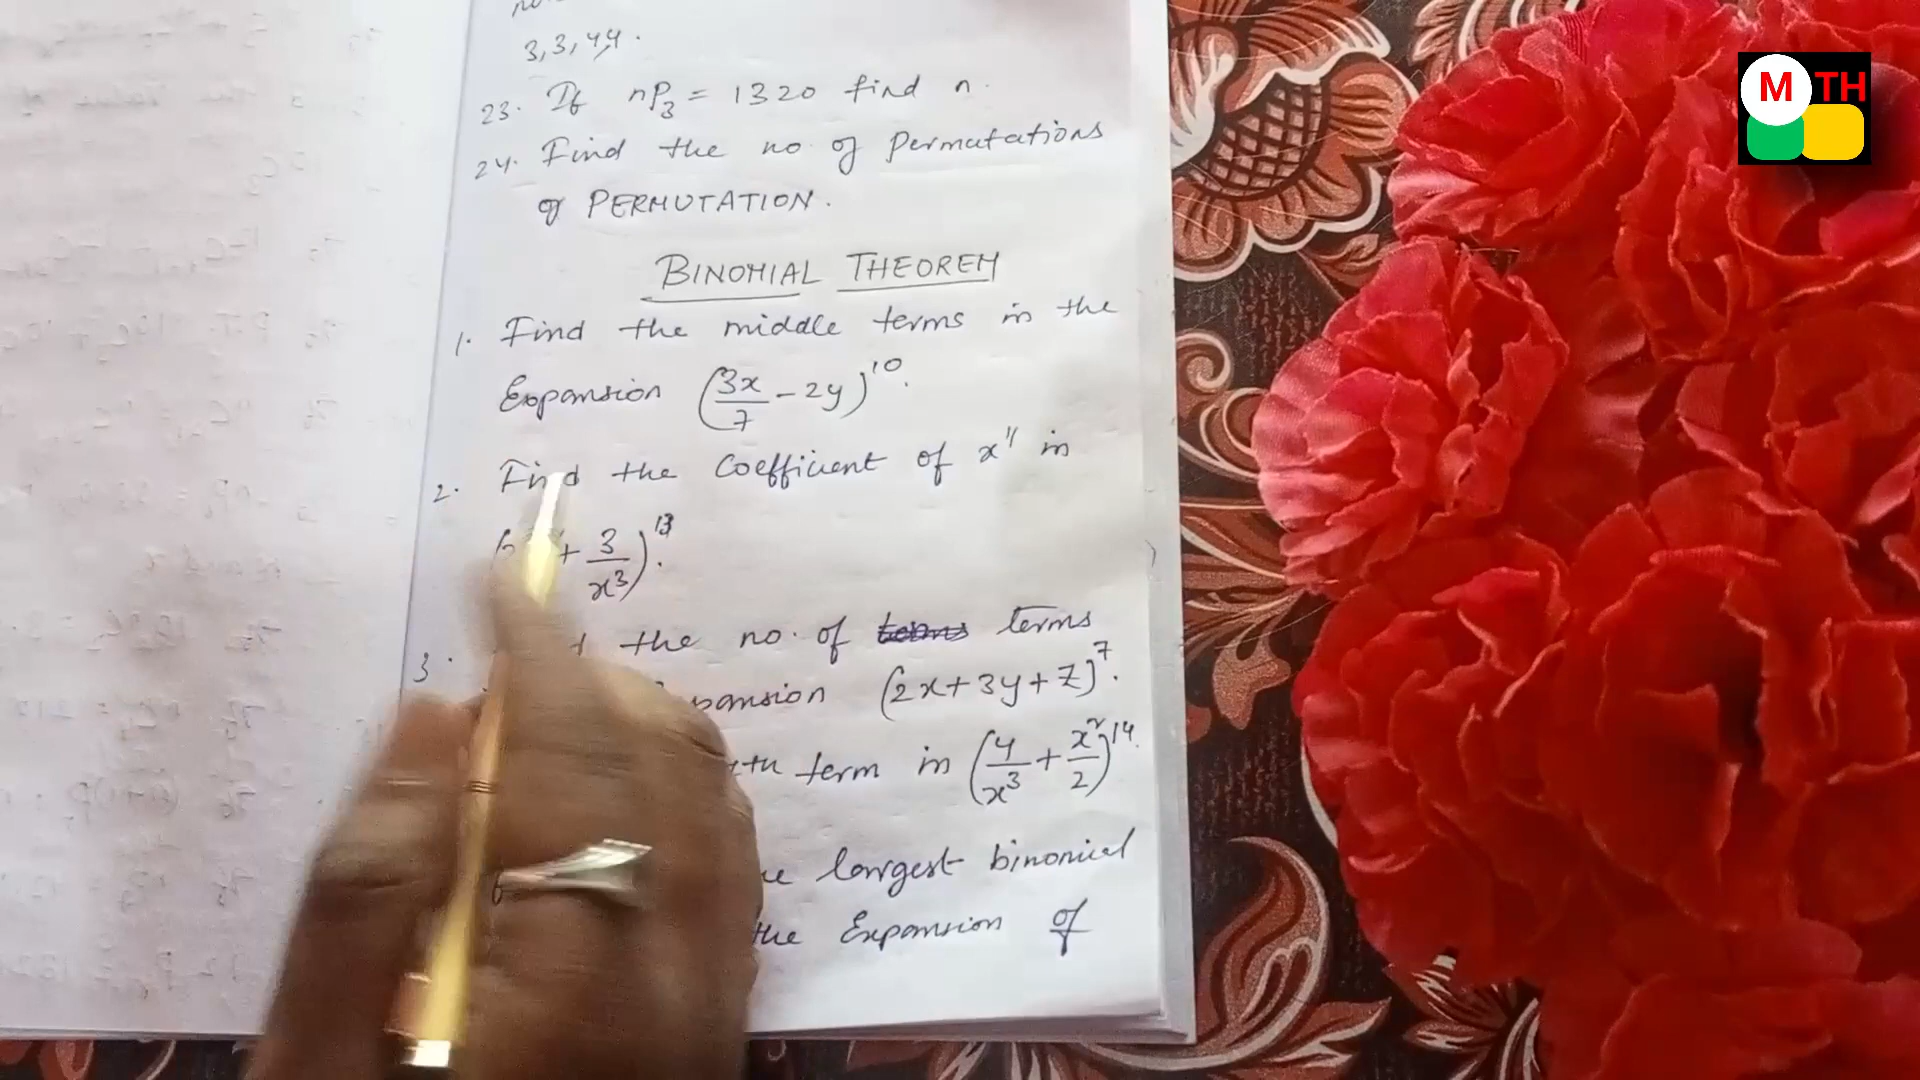 3, 3, 4, 4.
23. If nP3 = 1320 find n.
24. Find the no. of permutations
of PERMUTATION.
BINOMIAL THEOREM
1. Find the middle terms in the
Expansion (3x/7 - 2y)^10.
2. Find the Coefficient of x^11 in
+ 3/x^3)^13.
3. the no. of terms
(2x + 3y + z)^7.
term in (4/x^3 + x^2/2)^14.
largest binomial
the Expansion of
M TH